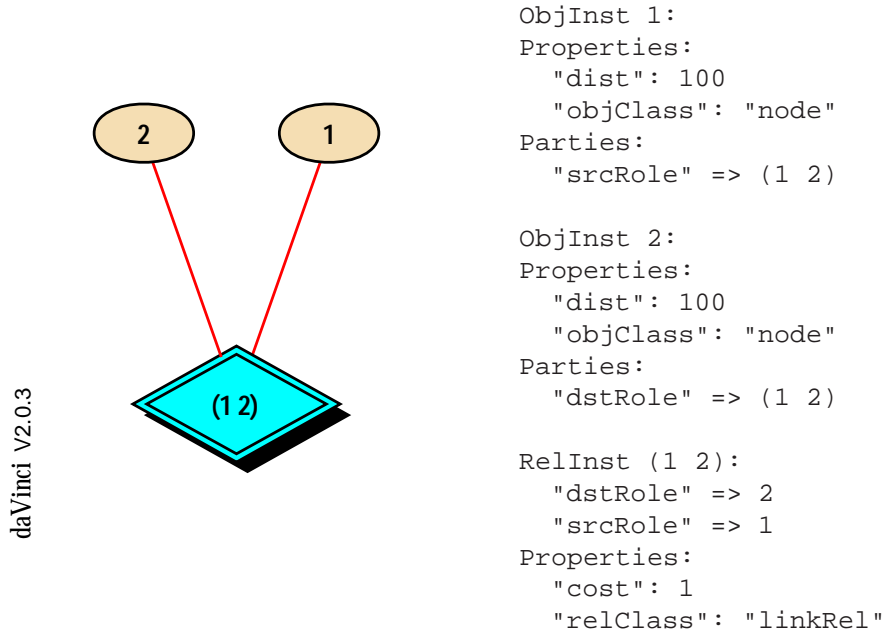 2
1
(1 2)
daVinci V2.0.3
ObjInst 1:
Properties:
  "dist": 100
  "objClass": "node"
Parties:
  "srcRole" => (1 2)

ObjInst 2:
Properties:
  "dist": 100
  "objClass": "node"
Parties:
  "dstRole" => (1 2)

RelInst (1 2):
  "dstRole" => 2
  "srcRole" => 1
Properties:
  "cost": 1
  "relClass": "linkRel"